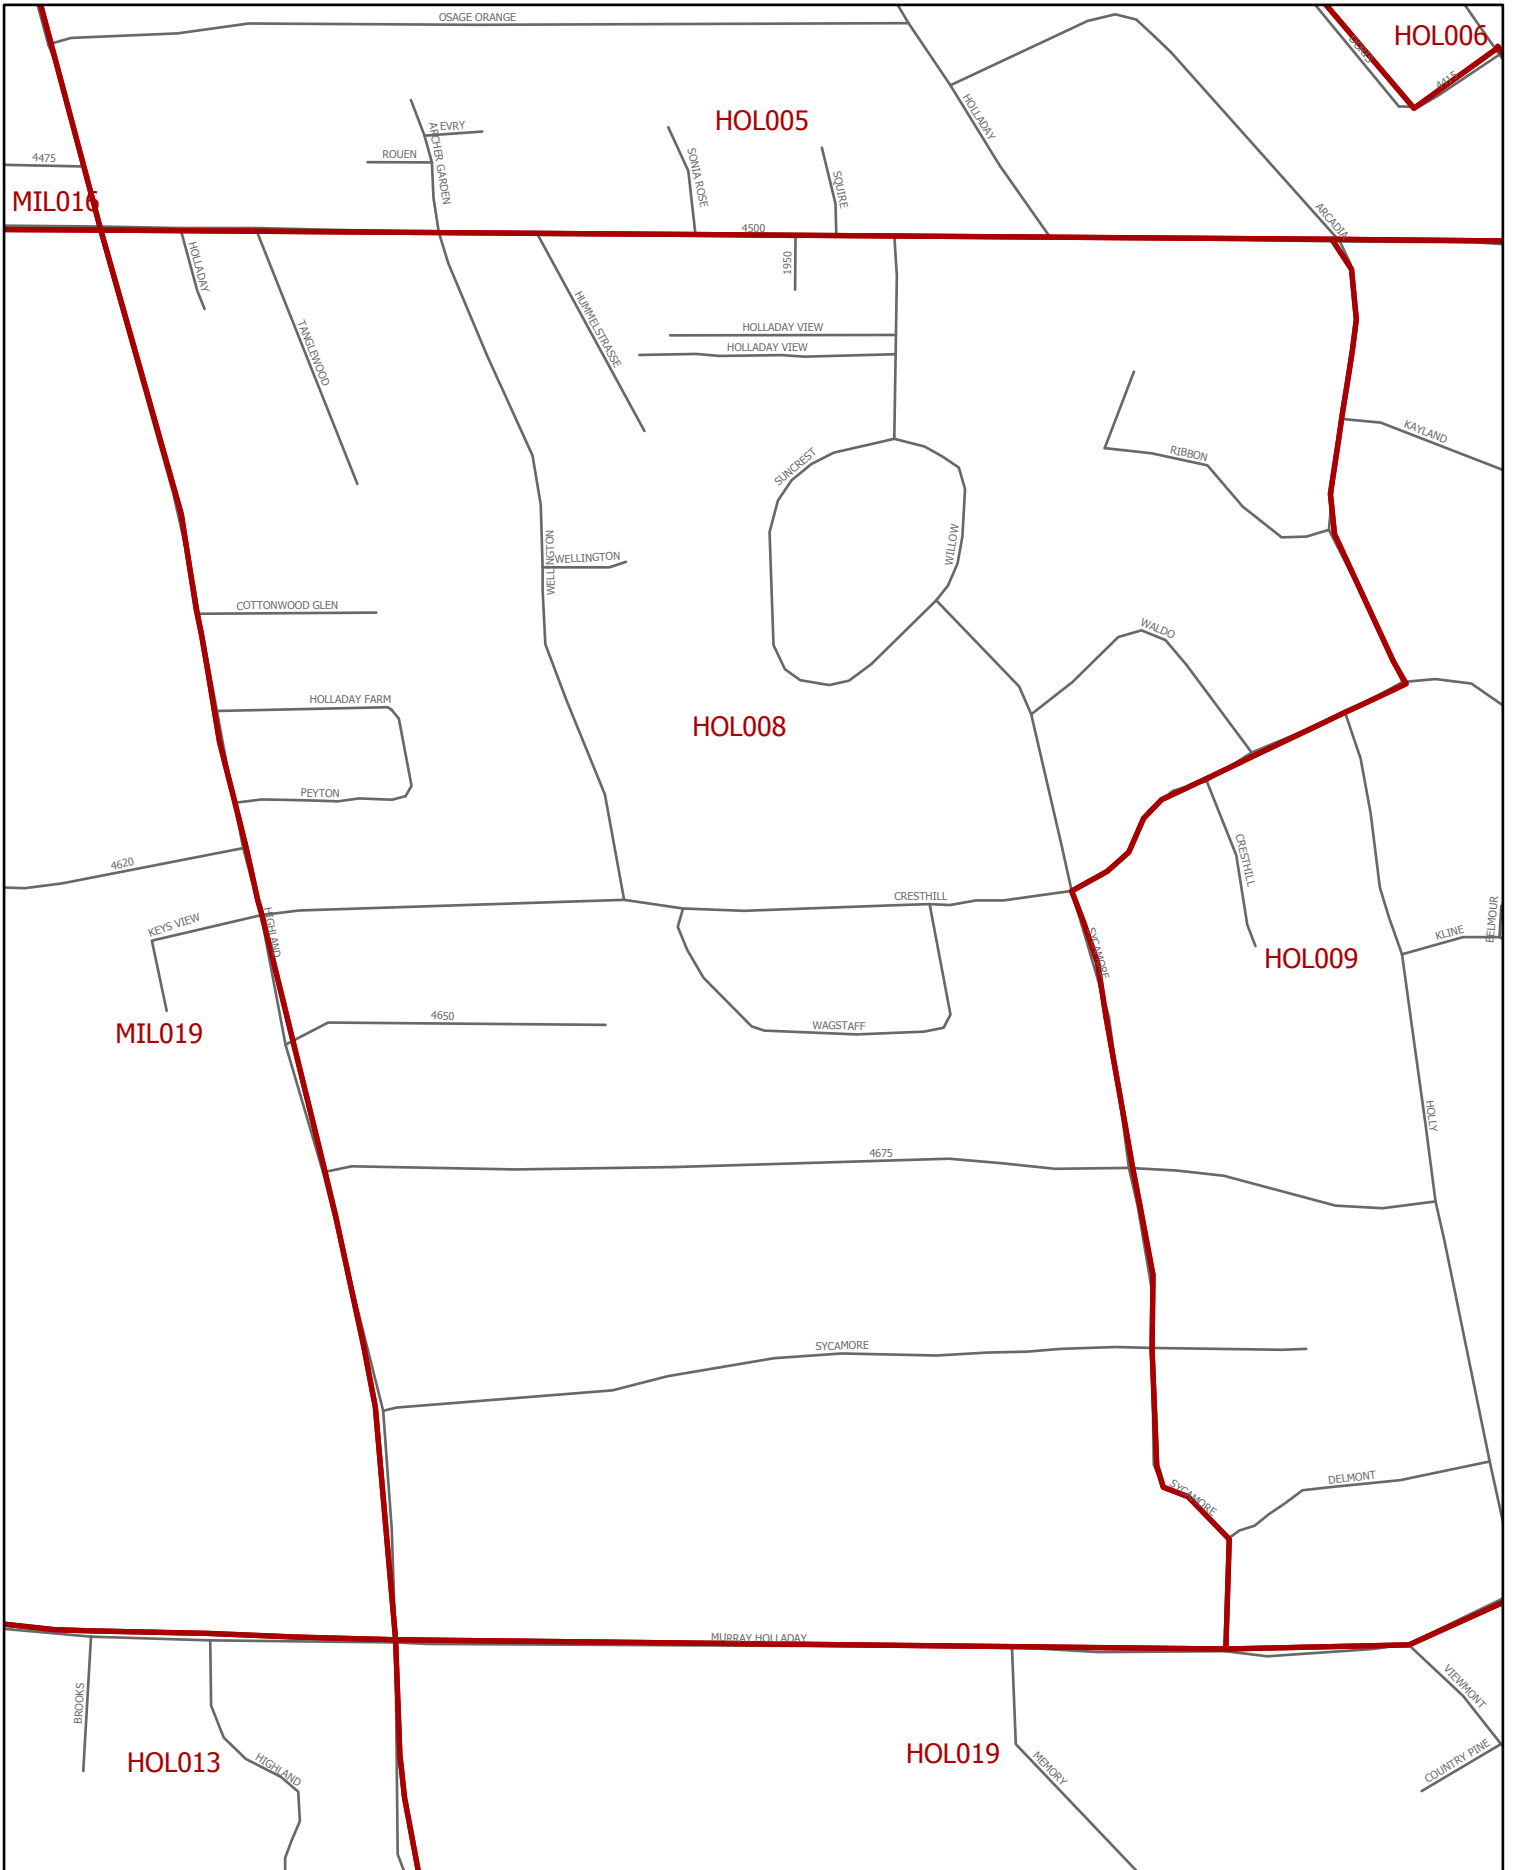 OSAGE ORANGE
HOL006
DORIS
4415
HOLLADAY
HOL005
EVRY
ARCHER GARDEN
ROUEN
SONIA ROSE
SQUIRE
4475
MIL016
ARCADIA
4500
HOLLADAY
1950
HUMMELSTRASSE
TANGLEWOOD
HOLLADAY VIEW
HOLLADAY VIEW
KAYLAND
RIBBON
SUNCREST
WILLOW
WELLINGTON
WELLINGTON
COTTONWOOD GLEN
WALDO
HOLLADAY FARM
HOL008
PEYTON
4620
CRESTHILL
CRESTHILL
KEYS VIEW
HIGHLAND
SYCAMORE
BELMOUR
KLINE
HOL009
MIL019
4650
WAGSTAFF
HOLLY
4675
SYCAMORE
DELMONT
SYCAMORE
MURRAY HOLLADAY
BROOKS
VIEWMONT
HOL013
HIGHLAND
HOL019
MEMORY
COUNTRY PINE